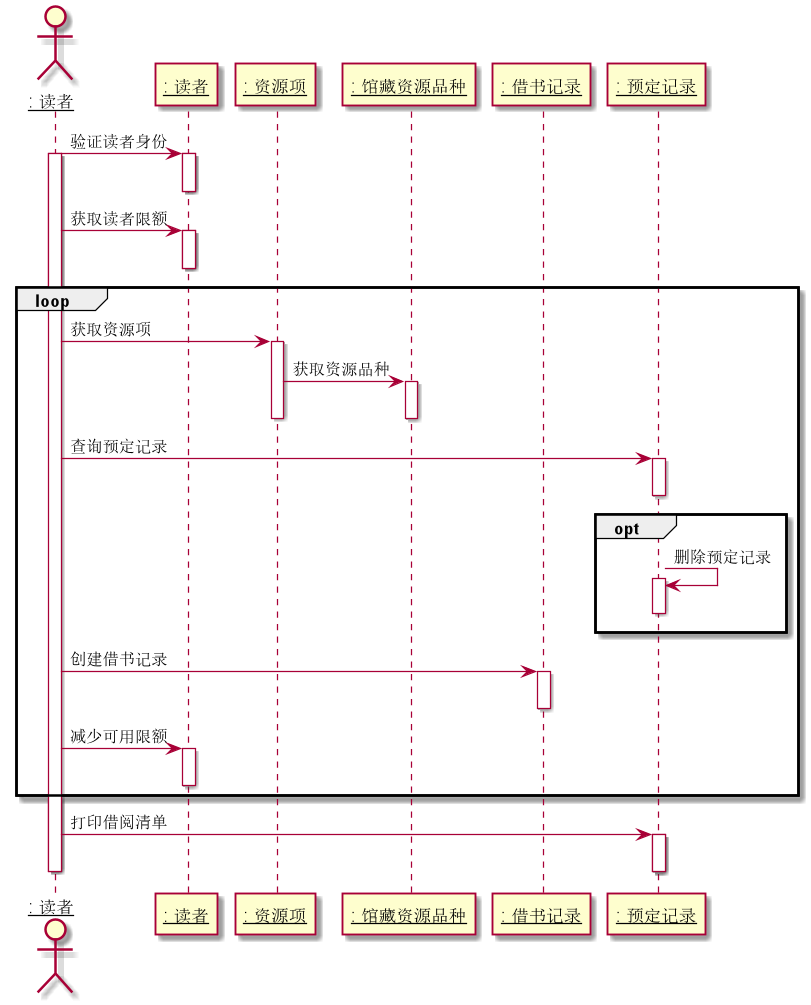 : 读者
: 读者
: 资源项
: 馆藏资源品种
: 借书记录
: 预定记录
验证读者身份
获取读者限额
loop
获取资源项
获取资源品种
查询预定记录
opt
删除预定记录
创建借书记录
减少可用限额
打印借阅清单
: 读者
: 读者
: 资源项
: 馆藏资源品种
: 借书记录
: 预定记录